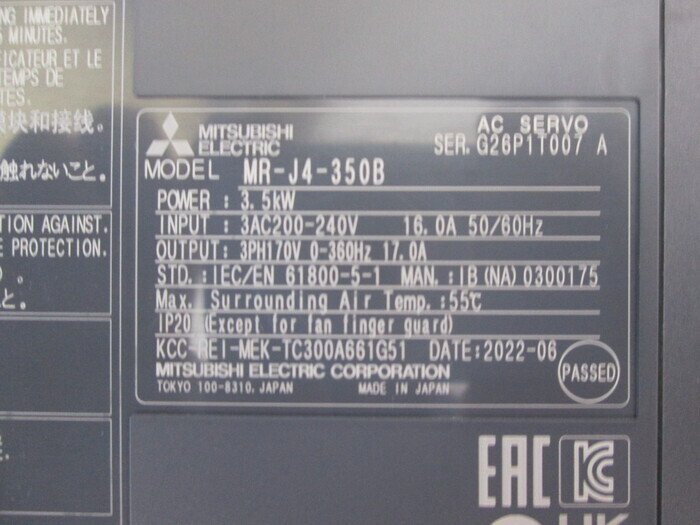 NG IMMEDIATELY
5 MINUTES.
FICATEUR ET LE
TEMPS DE
TES.
模块和接线。
触れないこと。
TION AGAINST.
E PROTECTION.
と。
MITSUBISHI
ELECTRIC
AC SERVO
SER. G26P1T007 A
MODEL MR-J4-350B
POWER : 3.5kW
INPUT : 3AC200-240V 16.0A 50/60Hz
OUTPUT: 3PH170V 0-360Hz 17.0A
STD. : IEC/EN 61800-5-1 MAN. : IB(NA)0300175
Max. Surrounding Air Temp. :55℃
IP20 (Except for fan finger guard)
KCC-REI-MEK-TC300A661G51 DATE:2022-06
MITSUBISHI ELECTRIC CORPORATION
TOKYO 100-8310, JAPAN MADE IN JAPAN
PASSED
EAC